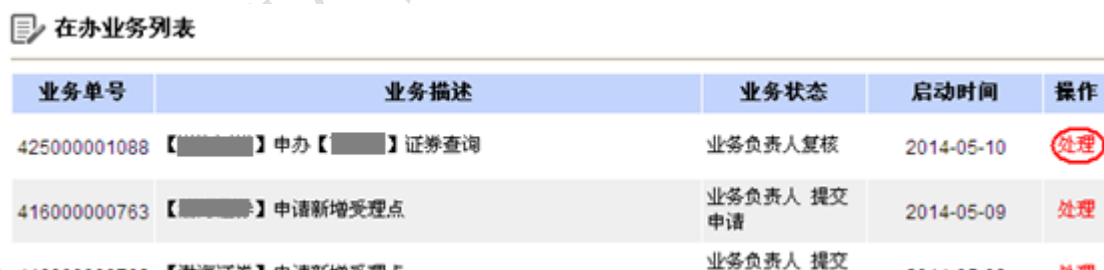 在办业务列表
业务单号 业务描述 业务状态 启动时间 操作
425000001088 【 】申办【 】证券查询 业务负责人复核 2014-05-10 处理
416000000763 【 】申请新增受理点 业务负责人 提交
申请 2014-05-09 处理
业务负责人 提交